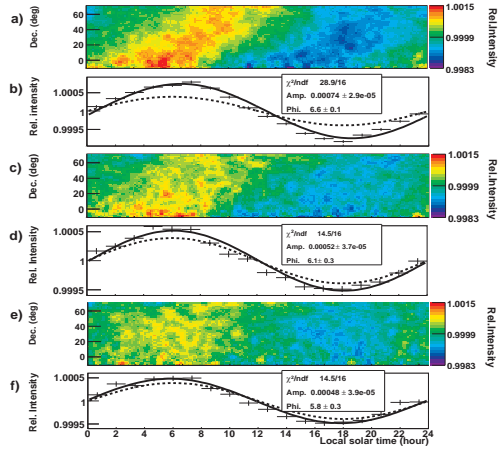 a)
Dec. (deg)
60
40
20
0
1.0015
0.9999
0.9983
Rel.Intensity
b)
Rel. intensity
1.0005
0.9995
χ²/ndf 28.9/16
Amp. 0.00074 ± 2.9e-05
Phi. 6.6 ± 0.1
c)
Dec. (deg)
60
40
20
0
1.0015
0.9999
0.9983
Rel.Intensity
d)
Rel. Intensity
1.0005
0.9995
χ²/ndf 14.5/16
Amp. 0.00052 ± 3.7e-05
Phi. 6.1± 0.3
e)
Dec. (deg)
60
40
20
0
1.0015
0.9999
0.9983
Rel.Intensity
f)
Rel. Intensity
1.0005
0.9995
χ²/ndf 14.5/16
Amp. 0.00048 ± 3.9e-05
Phi. 5.8 ± 0.3
0 2 4 6 8 10 12 14 16 18 20 22 24
Local solar time (hour)